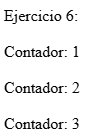 Ejercicio 6:
Contador: 1
Contador: 2
Contador: 3